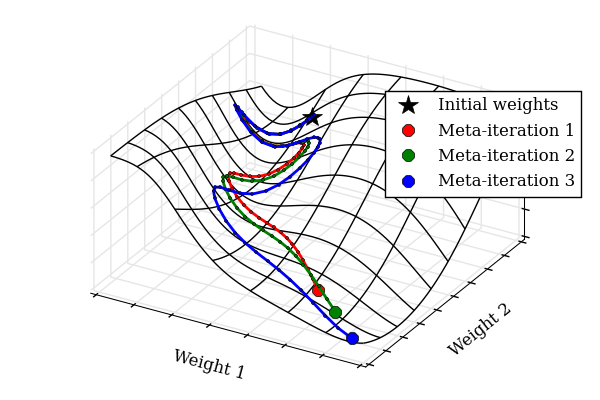 Initial weights
Meta-iteration 1
Meta-iteration 2
Meta-iteration 3
Weight 1
Weight 2